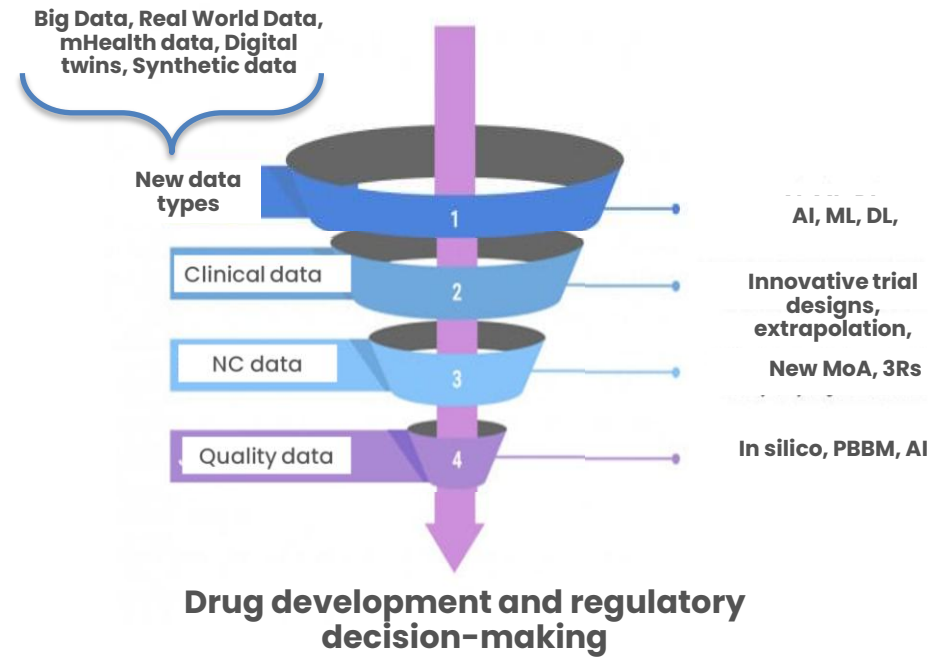 Big Data, Real World Data,
mHealth data, Digital
twins, Synthetic data
New data
types
1
AI, ML, DL,
Clinical data
2
Innovative trial
designs,
extrapolation,
NC data
3
New MoA, 3Rs
Quality data
4
In silico, PBBM, AI
Drug development and regulatory
decision-making